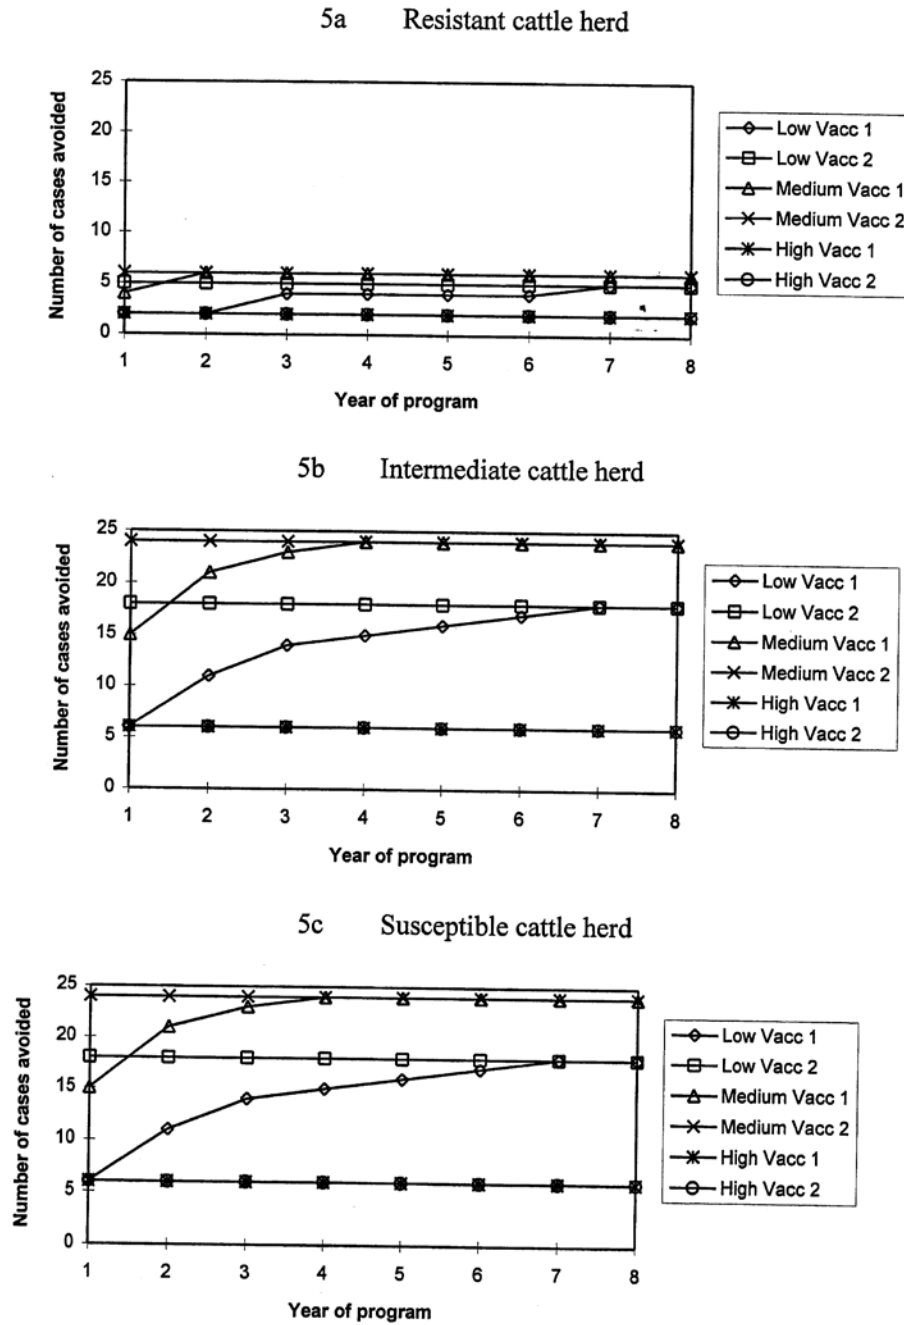 5a Resistant cattle herd
Number of cases avoided
25
20
15
10
5
0
1 2 3 4 5 6 7 8
Year of program
Low Vacc 1
Low Vacc 2
Medium Vacc 1
Medium Vacc 2
High Vacc 1
High Vacc 2
5b Intermediate cattle herd
Number of cases avoided
25
20
15
10
5
0
1 2 3 4 5 6 7 8
Year of program
Low Vacc 1
Low Vacc 2
Medium Vacc 1
Medium Vacc 2
High Vacc 1
High Vacc 2
5c Susceptible cattle herd
Number of cases avoided
25
20
15
10
5
0
1 2 3 4 5 6 7 8
Year of program
Low Vacc 1
Low Vacc 2
Medium Vacc 1
Medium Vacc 2
High Vacc 1
High Vacc 2